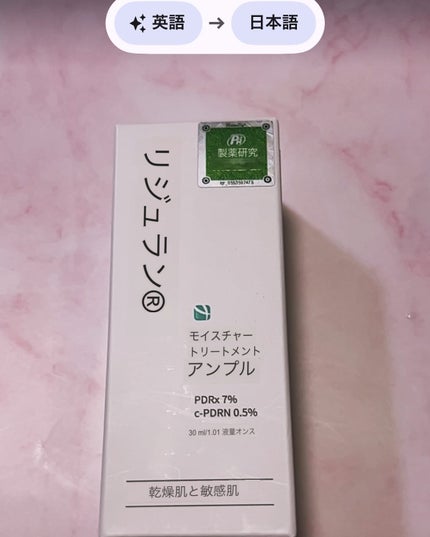 英語 → 日本語
PR
製薬研究
リジュラン®
モイスチャー
トリートメント
アンプル
PDRx 7%
c-PDRN 0.5%
30 ml/1.01 液量オンス
乾燥肌と敏感肌